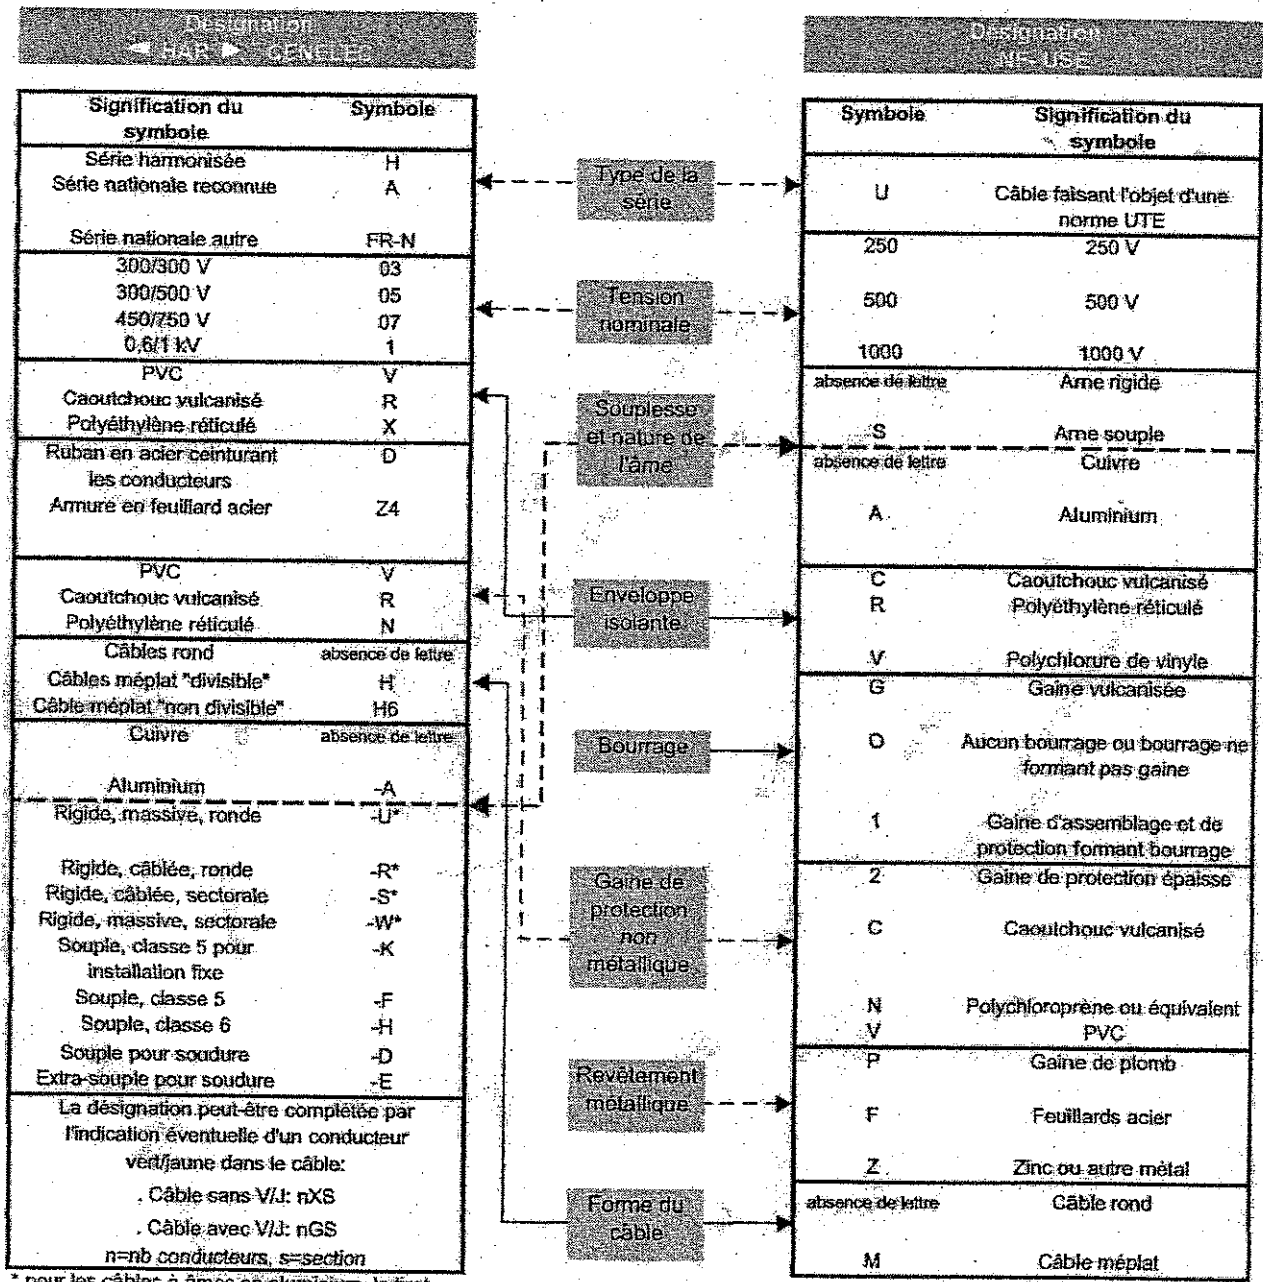 Désignation
◄ HAR ► CENELEC
Signification du symbole Symbole
Série harmonisée H
Série nationale reconnue A
Série nationale autre FR-N
300/300 V 03
300/500 V 05
450/750 V 07
0,6/1 kV 1
PVC V
Caoutchouc vulcanisé R
Polyéthylène réticulé X
Ruban en acier ceinturant D
les conducteurs
Armure en feuillard acier Z4
PVC V
Caoutchouc vulcanisé R
Polyéthylène réticulé N
Câbles rond absence de lettre
Câbles méplat "divisible" H
Câble méplat "non divisible" H6
Cuivre absence de lettre
Aluminium -A
Rigide, massive, ronde -U*
Rigide, câblée, ronde -R*
Rigide, câblée, sectorale -S*
Rigide, massive, sectorale -W*
Souple, classe 5 pour -K
installation fixe
Souple, classe 5 -F
Souple, classe 6 -H
Souple pour soudure -D
Extra-souple pour soudure -E
La désignation peut-être complétée par
l'indication éventuelle d'un conducteur
vert/jaune dans le câble:
. Câble sans V/J: nXS
. Câble avec V/J: nGS
n=nb conducteurs, s=section
* pour les câbles à âmes en aluminium, le tiret
Type de la
série
Tension
nominale
Souplesse
et nature de
l'âme
Enveloppe
isolante
Bourrage
Gaine de
protection
non
métallique
Revêtement
métallique
Forme du
câble
Désignation
NF-USE
Symbole Signification du
symbole
U Câble faisant l'objet d'une
norme UTE
250 250 V
500 500 V
1000 1000 V
absence de lettre Ame rigide
S Ame souple
absence de lettre Cuivre
A Aluminium
C Caoutchouc vulcanisé
R Polyéthylène réticulé
V Polychlorure de vinyle
G Gaine vulcanisée
O Aucun bourrage ou bourrage ne
formant pas gaine
1 Gaine d'assemblage et de
protection formant bourrage
2 Gaine de protection épaisse
C Caoutchouc vulcanisé
N Polychloroprène ou équivalent
V PVC
P Gaine de plomb
F Feuillards acier
Z Zinc ou autre métal
absence de lettre Câble rond
M Câble méplat